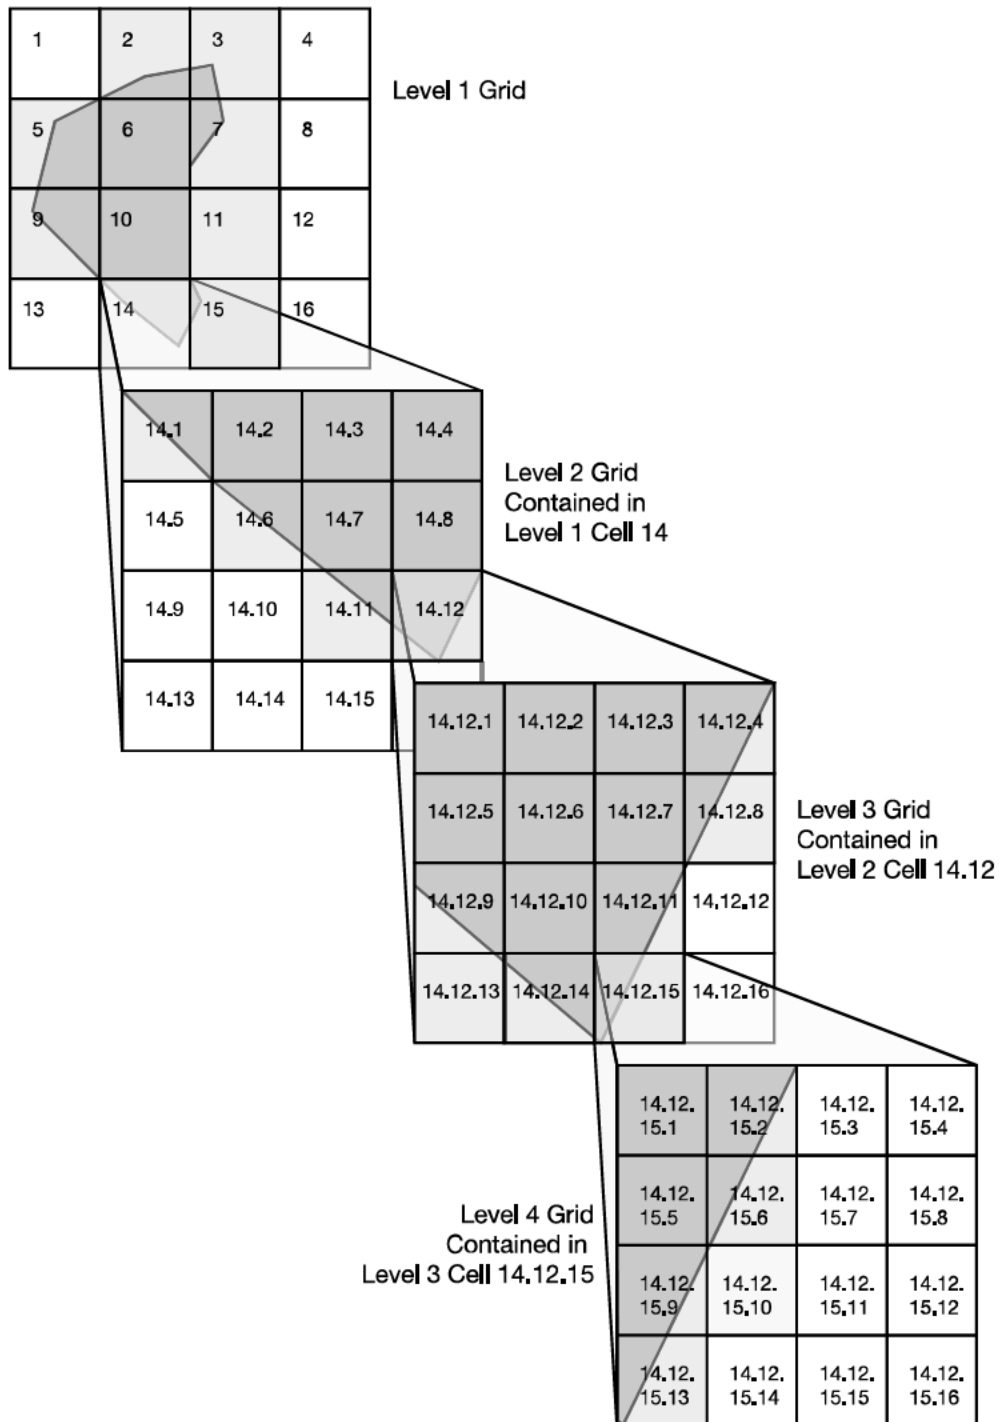 1 2 3 4
Level 1 Grid
5 6 7 8
9 10 11 12
13 14 15 16
14.1 14.2 14.3 14.4
Level 2 Grid
Contained in
Level 1 Cell 14
14.5 14.6 14.7 14.8
14.9 14.10 14.11 14.12
14.13 14.14 14.15
14.12.1 14.12.2 14.12.3 14.12.4
14.12.5 14.12.6 14.12.7 14.12.8
Level 3 Grid
Contained in
Level 2 Cell 14.12
14.12.9 14.12.10 14.12.11 14.12.12
14.12.13 14.12.14 14.12.15 14.12.16
14.12. 14.12. 14.12. 14.12.
15.1 15.2 15.3 15.4
14.12. 14.12. 14.12. 14.12.
15.5 15.6 15.7 15.8
Level 4 Grid
Contained in
Level 3 Cell 14.12.15
14.12. 14.12. 14.12. 14.12.
15.9 15.10 15.11 15.12
14.12. 14.12. 14.12. 14.12.
15.13 15.14 15.15 15.16